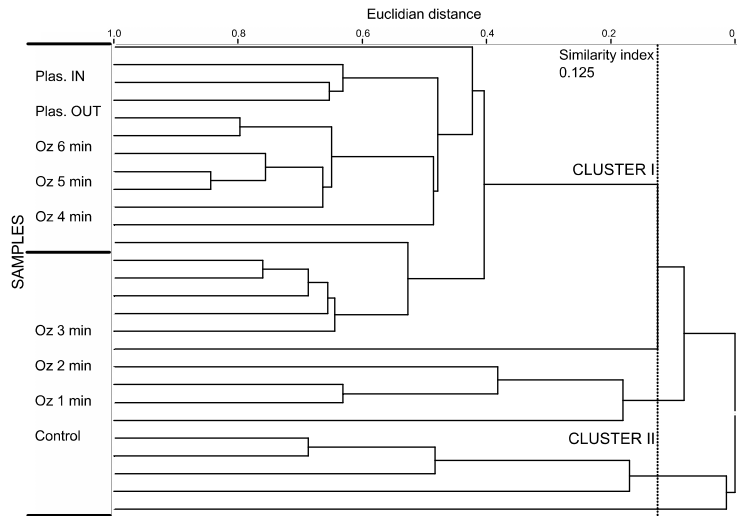 Euclidian distance
1.0 0.8 0.6 0.4 0.2 0
Similarity index
0.125
Plas. IN
Plas. OUT
Oz 6 min
CLUSTER I
Oz 5 min
Oz 4 min
SAMPLES
Oz 3 min
Oz 2 min
Oz 1 min
Control
CLUSTER II